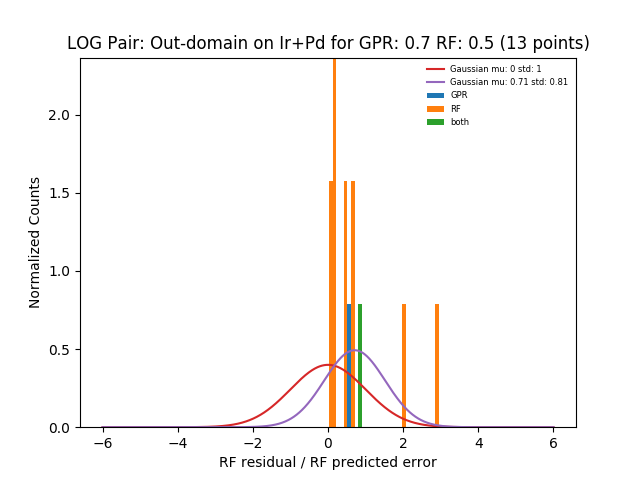 LOG Pair: Out-domain on Ir+Pd for GPR: 0.7 RF: 0.5 (13 points)
Gaussian mu: 0 std: 1
Gaussian mu: 0.71 std: 0.81
GPR
RF
both
Normalized Counts
2.0
1.5
1.0
0.5
0.0
−6 −4 −2 0 2 4 6
RF residual / RF predicted error